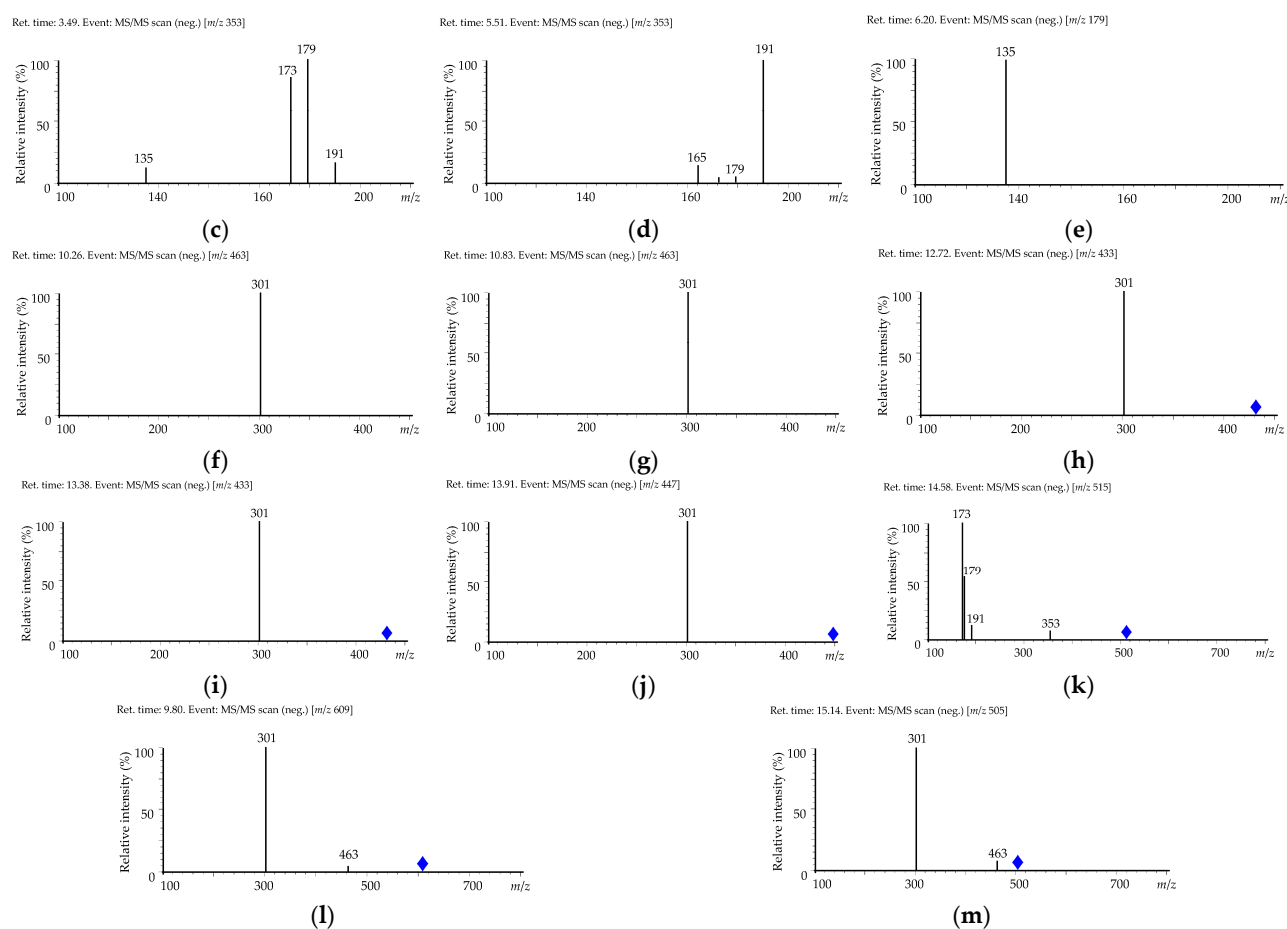 Ret. time: 3.49. Event: MS/MS scan (neg.) [m/z 353]
Relative intensity (%)
100
50
0
135
173
179
191
100 140 160 200 m/z
(c)
Ret. time: 5.51. Event: MS/MS scan (neg.) [m/z 353]
Relative intensity (%)
100
50
0
165
179
191
100 140 160 200 m/z
(d)
Ret. time: 6.20. Event: MS/MS scan (neg.) [m/z 179]
Relative intensity (%)
100
50
0
135
100 140 160 200 m/z
(e)
Ret. time: 10.26. Event: MS/MS scan (neg.) [m/z 463]
Relative intensity (%)
100
50
0
301
100 200 300 400 m/z
(f)
Ret. time: 10.83. Event: MS/MS scan (neg.) [m/z 463]
Relative intensity (%)
100
50
0
301
100 200 300 400 m/z
(g)
Ret. time: 12.72. Event: MS/MS scan (neg.) [m/z 433]
Relative intensity (%)
100
50
0
301
100 200 300 400 m/z
(h)
Ret. time: 13.38. Event: MS/MS scan (neg.) [m/z 433]
Relative intensity (%)
100
50
0
301
100 200 300 400 m/z
(i)
Ret. time: 13.91. Event: MS/MS scan (neg.) [m/z 447]
Relative intensity (%)
100
50
0
301
100 200 300 400 m/z
(j)
Ret. time: 14.58. Event: MS/MS scan (neg.) [m/z 515]
Relative intensity (%)
100
50
0
173
179
191
353
100 300 500 700 m/z
(k)
Ret. time: 9.80. Event: MS/MS scan (neg.) [m/z 609]
Relative intensity (%)
100
50
0
301
463
100 300 500 700 m/z
(l)
Ret. time: 15.14. Event: MS/MS scan (neg.) [m/z 505]
Relative intensity (%)
100
50
0
301
463
100 300 500 700 m/z
(m)